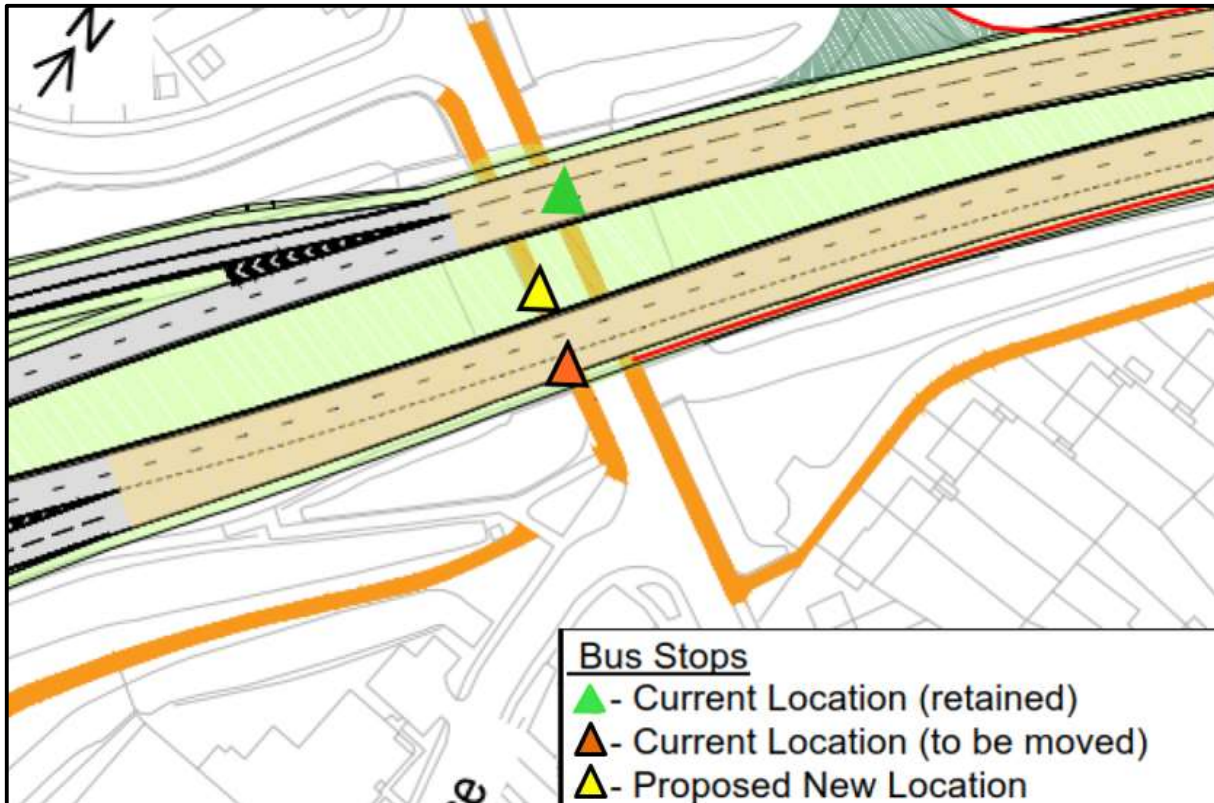 N
Bus Stops
- Current Location (retained)
- Current Location (to be moved)
- Proposed New Location